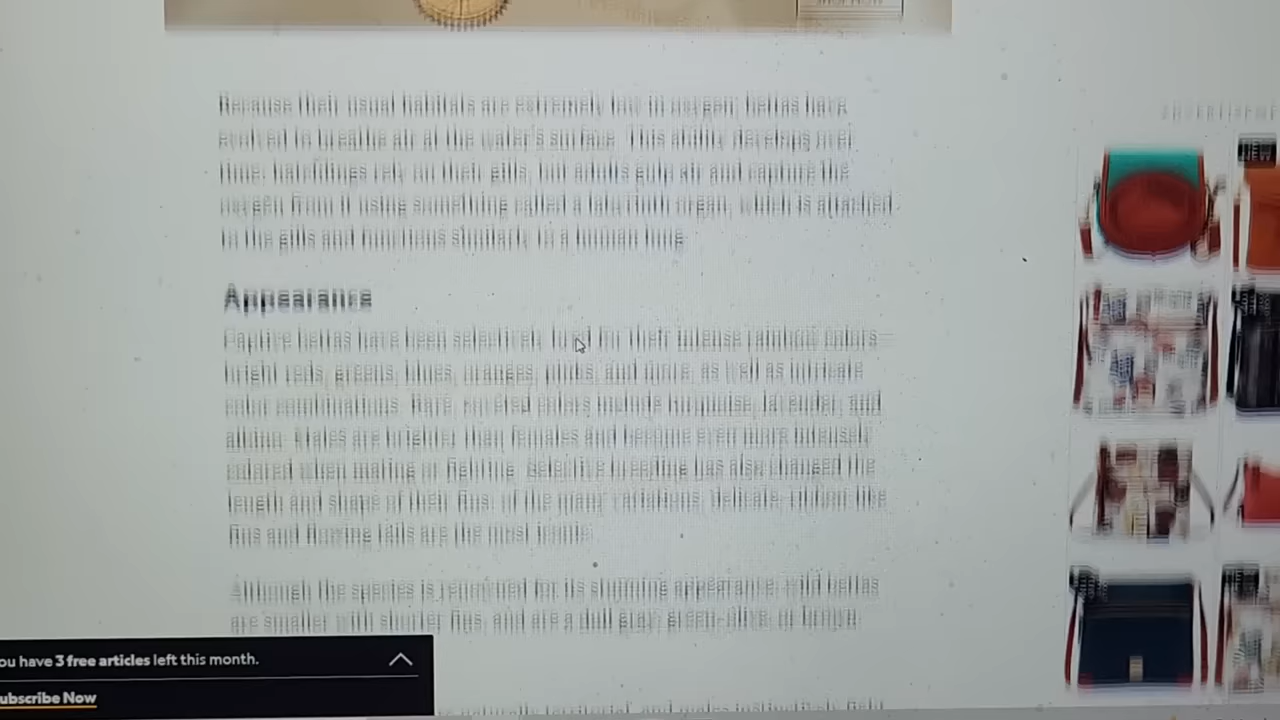 Because their usual habitats are extremely low in oxygen, bettas have
evolved to breathe air at the water's surface. This ability develops over
time: hatchlings rely on their gills, but adults gulp air and capture the
oxygen from it using something called a labyrinth organ, which is attached
to the gills and functions similarly to a human lung.
Appearance
Captive bettas have been selectively bred for their intense rainbow colors—
bright reds, greens, blues, oranges, pinks, and more, as well as intricate
color combinations. Rare, coveted colors include turquoise, lavender, and
albino. Males are brighter than females and become even more intensely
colored when mating or fighting. Selective breeding has also changed the
length and shape of their fins; of the many variations, delicate, ribbon-like
fins and flowing tails are the most iconic.
Although the species is renowned for its stunning appearance, wild bettas
are smaller with shorter fins, and are a dull gray, green-olive, or brown
ou have 3 free articles left this month.
ubscribe Now
naturally territorial, and males instinctively